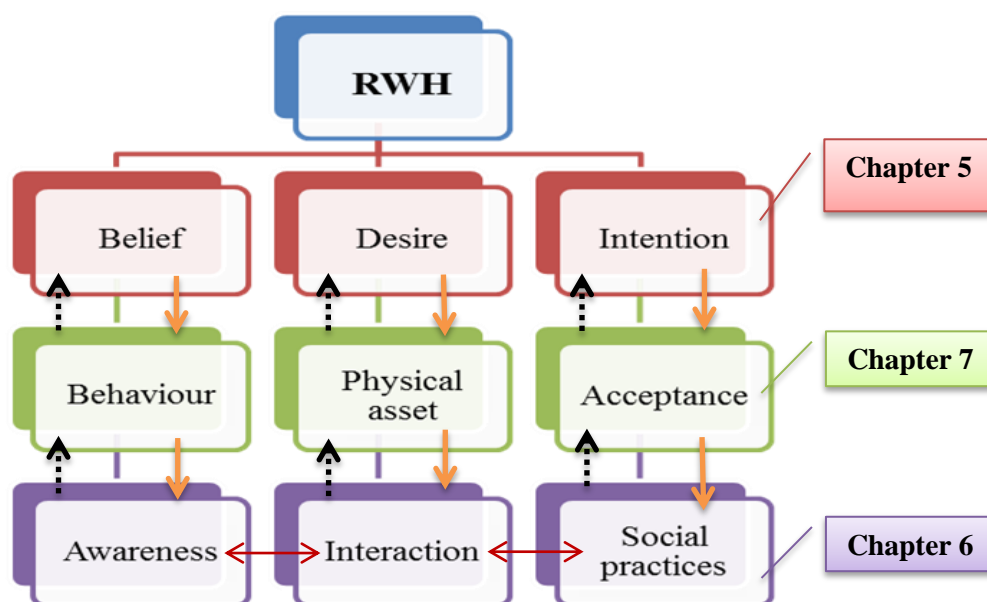 RWH
Belief
Desire
Intention
Chapter 5
Behaviour
Physical
asset
Acceptance
Chapter 7
Awareness
Interaction
Social
practices
Chapter 6